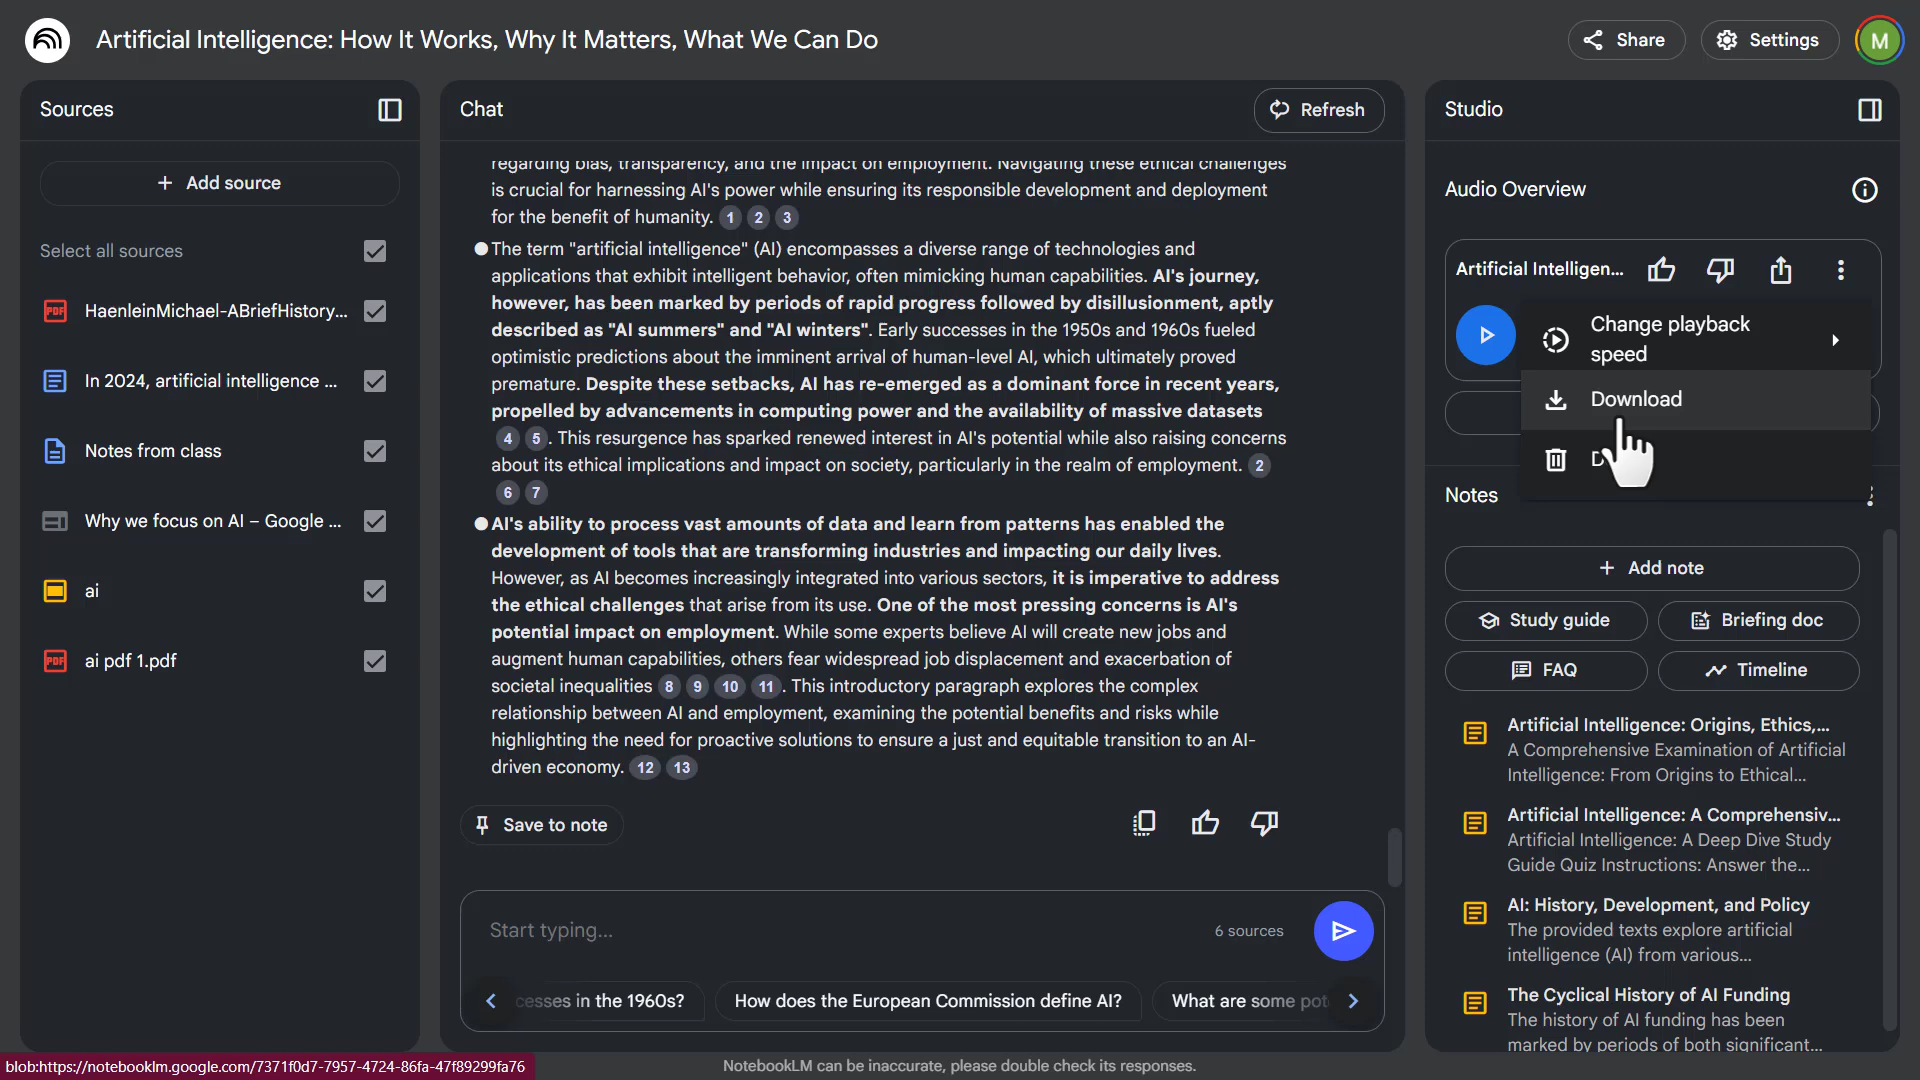 Artificial Intelligence: How It Works, Why It Matters, What We Can Do
Share
Settings
M
Sources
Add source
Select all sources
PDF
HaenleinMichael-ABriefHistory...
In 2024, artificial intelligence ...
Notes from class
Why we focus on AI – Google ...
ai
PDF
ai pdf 1.pdf
Chat
Refresh
regarding bias, transparency, and the impact on employment. Navigating these ethical challenges
is crucial for harnessing AI's power while ensuring its responsible development and deployment
for the benefit of humanity. 1 2 3
The term "artificial intelligence" (AI) encompasses a diverse range of technologies and
applications that exhibit intelligent behavior, often mimicking human capabilities. AI's journey,
however, has been marked by periods of rapid progress followed by disillusionment, aptly
described as "AI summers" and "AI winters". Early successes in the 1950s and 1960s fueled
optimistic predictions about the imminent arrival of human-level AI, which ultimately proved
premature. Despite these setbacks, AI has re-emerged as a dominant force in recent years,
propelled by advancements in computing power and the availability of massive datasets
4 5 . This resurgence has sparked renewed interest in AI's potential while also raising concerns
about its ethical implications and impact on society, particularly in the realm of employment. 2
6 7
AI's ability to process vast amounts of data and learn from patterns has enabled the
development of tools that are transforming industries and impacting our daily lives.
However, as AI becomes increasingly integrated into various sectors, it is imperative to address
the ethical challenges that arise from its use. One of the most pressing concerns is AI's
potential impact on employment. While some experts believe AI will create new jobs and
augment human capabilities, others fear widespread job displacement and exacerbation of
societal inequalities 8 9 10 11 . This introductory paragraph explores the complex
relationship between AI and employment, examining the potential benefits and risks while
highlighting the need for proactive solutions to ensure a just and equitable transition to an AI-
driven economy. 12 13
Save to note
Start typing...
6 sources
cesses in the 1960s?
How does the European Commission define AI?
What are some pot
Studio
Audio Overview
Artificial Intelligen...
Change playback
speed
Download
D
Notes
Add note
Study guide
Briefing doc
FAQ
Timeline
Artificial Intelligence: Origins, Ethics,...
A Comprehensive Examination of Artificial
Intelligence: From Origins to Ethical...
Artificial Intelligence: A Comprehensiv...
Artificial Intelligence: A Deep Dive Study
Guide Quiz Instructions: Answer the...
AI: History, Development, and Policy
The provided texts explore artificial
intelligence (AI) from various...
The Cyclical History of AI Funding
The history of AI funding has been
marked by periods of both significant...
blob:https://notebooklm.google.com/7371f0d7-7957-4724-86fa-47f89299fa76
NotebookLM can be inaccurate, please double check its responses.